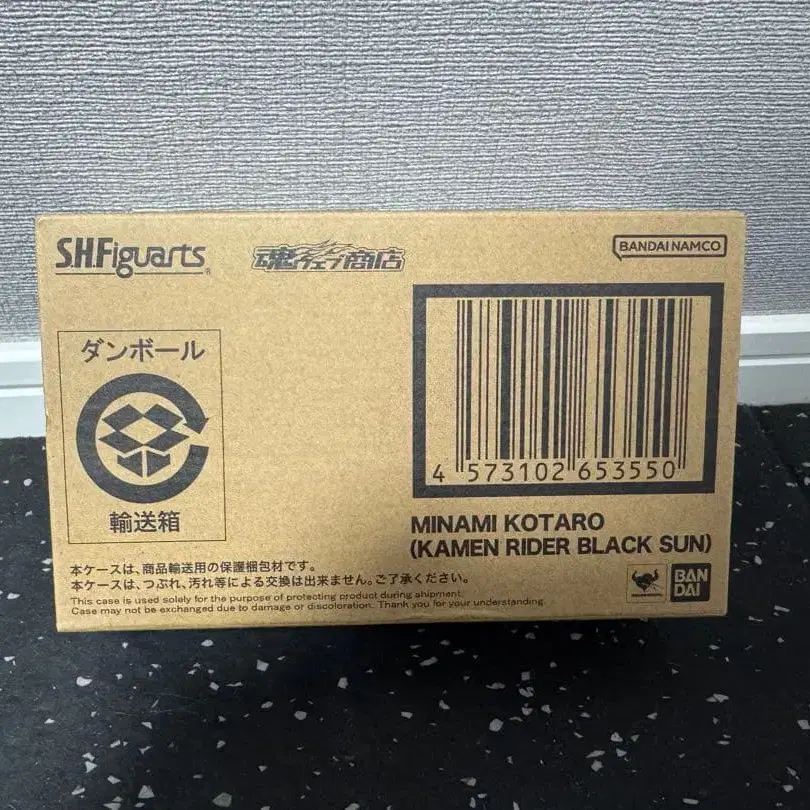 S.H.Figuarts
魂ウェブ商店
BANDAI NAMCO
ダンボール
輸送箱
4 573102 653550
MINAMI KOTARO
(KAMEN RIDER BLACK SUN)
本ケースは、商品輸送用の保護梱包材です。
本ケースは、つぶれ、汚れ等による交換は出来ません。ご了承ください。
This case is used solely for the purpose of protecting product during shipment.
Case may not be exchanged due to damage or discoloration. Thank you for your understanding.
BAN
DAI